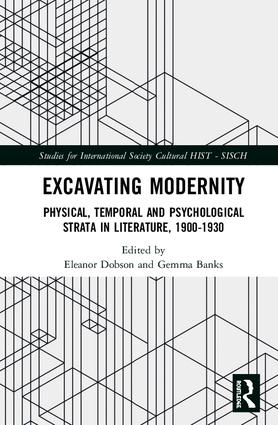 Studies for International Society Cultural HIST - SISCH
EXCAVATING MODERNITY
PHYSICAL, TEMPORAL AND PSYCHOLOGICAL
STRATA IN LITERATURE, 1900-1930
Edited by
Eleanor Dobson and Gemma Banks
ROUTLEDGE